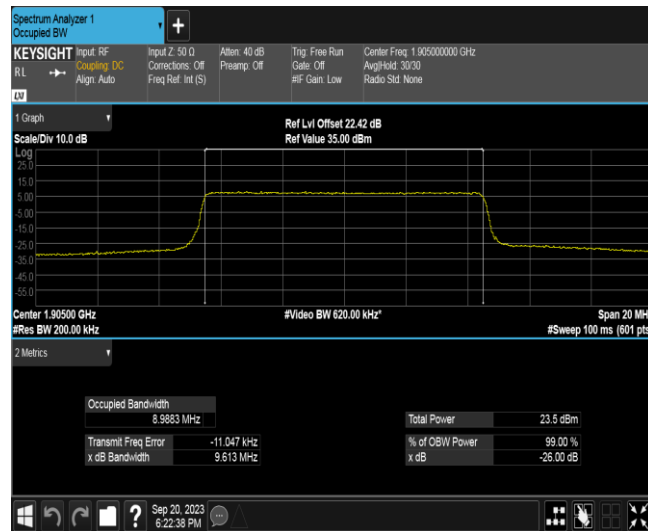 Spectrum Analyzer 1
Occupied BW
KEYSIGHT
RL
LXI
Input: RF
Coupling: DC
Align: Auto
Input Z: 50 Ω
Corrections: Off
Freq Ref: Int (S)
Atten: 40 dB
Preamp: Off
Trig: Free Run
Gate: Off
#IF Gain: Low
Center Freq: 1.905000000 GHz
Avg|Hold: 30/30
Radio Std: None
1 Graph
Scale/Div 10.0 dB
Ref Lvl Offset 22.42 dB
Ref Value 35.00 dBm
Log
25.0
15.0
5.00
-5.00
-15.0
-25.0
-35.0
-45.0
-55.0
Center 1.90500 GHz
#Res BW 200.00 kHz
#Video BW 620.00 kHz*
Span 20 MH
#Sweep 100 ms (601 pts
2 Metrics
Occupied Bandwidth
8.9883 MHz
Transmit Freq Error -11.047 kHz
x dB Bandwidth 9.613 MHz
Total Power 23.5 dBm
% of OBW Power 99.00 %
x dB -26.00 dB
?
Sep 20, 2023
6:22:38 PM